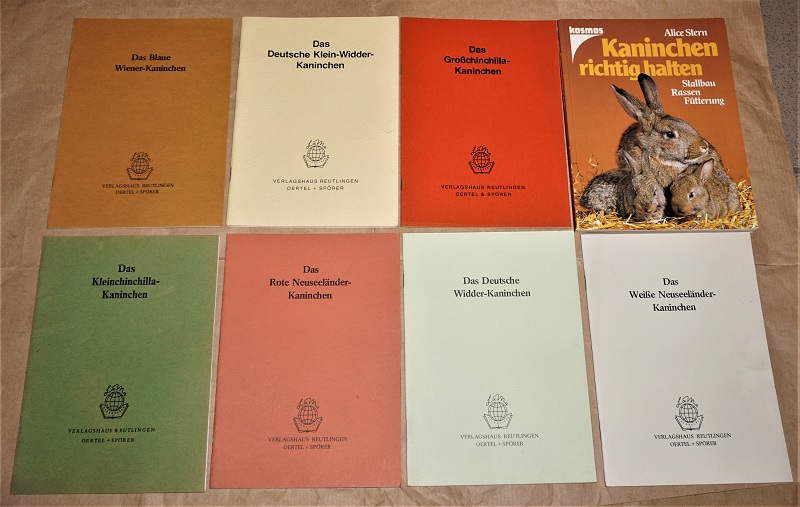 Das Blaue
Wiener-Kaninchen
VERLAGSHAUS REUTLINGEN
OERTEL + SPÖRER
Das
Deutsche Klein-Widder-
Kaninchen
VERLAGSHAUS REUTLINGEN
OERTEL + SPÖRER
Das
Großchinchilla-
Kaninchen
VERLAGSHAUS REUTLINGEN
OERTEL & SPÖRER
kosmos
Alice Stern
Kaninchen
richtig halten
Stallbau
Rassen
Fütterung
Das
Kleinchinchilla-
Kaninchen
VERLAGSHAUS REUTLINGEN
OERTEL + SPÖRER
Das
Rote Neuseeländer-
Kaninchen
VERLAGSHAUS REUTLINGEN
OERTEL + SPÖRER
Das Deutsche
Widder-Kaninchen
VERLAGSHAUS REUTLINGEN
OERTEL + SPÖRER
Das
Weiße Neuseeländer-
Kaninchen
VERLAGSHAUS REUTLINGEN
OERTEL + SPÖRER